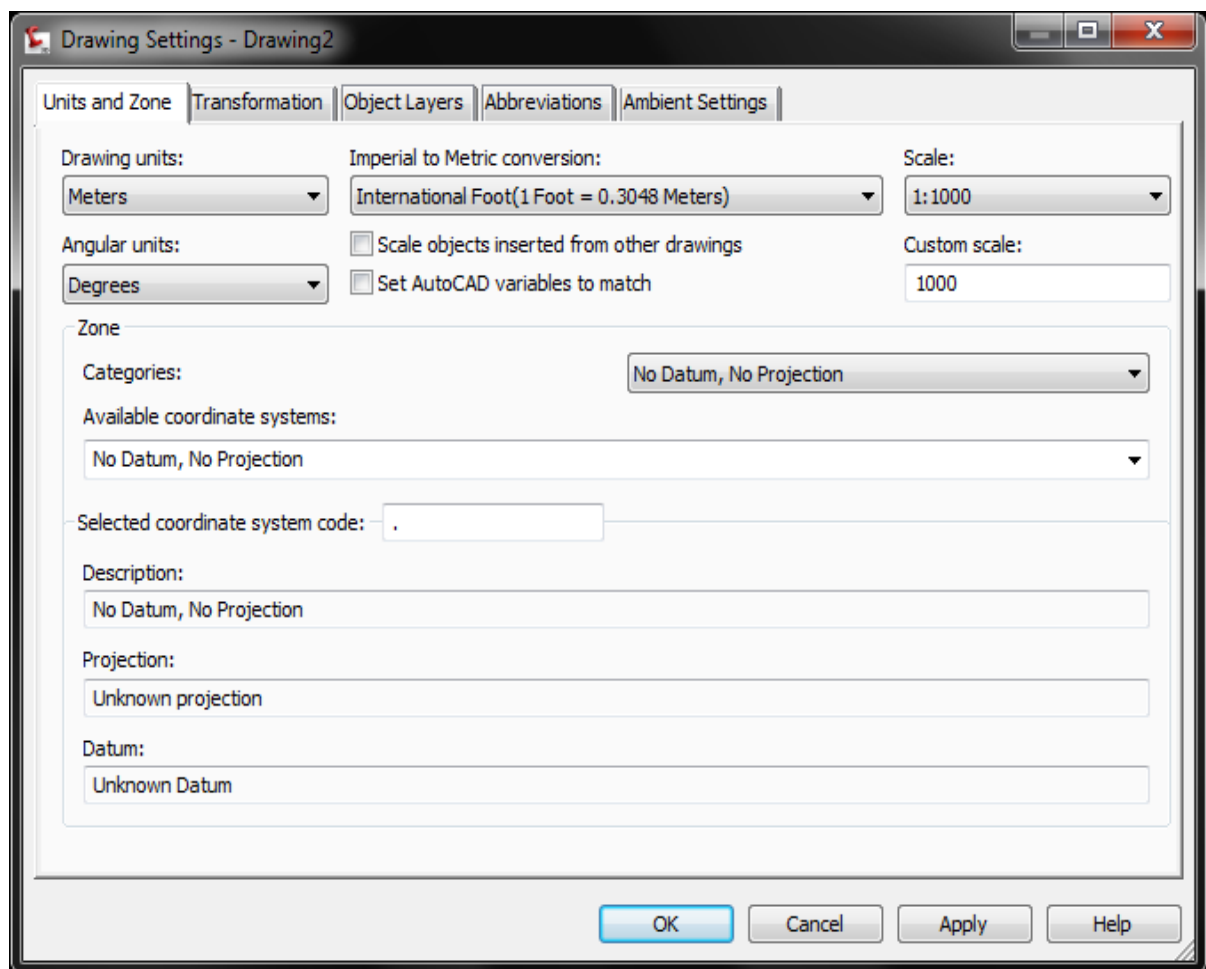 Drawing Settings - Drawing2
Units and Zone Transformation Object Layers Abbreviations Ambient Settings
Drawing units: Imperial to Metric conversion: Scale:
Meters International Foot(1 Foot = 0.3048 Meters) 1:1000
Angular units: Scale objects inserted from other drawings Custom scale:
Degrees Set AutoCAD variables to match 1000
Zone
Categories: No Datum, No Projection
Available coordinate systems:
No Datum, No Projection
Selected coordinate system code: .
Description:
No Datum, No Projection
Projection:
Unknown projection
Datum:
Unknown Datum
OK Cancel Apply Help